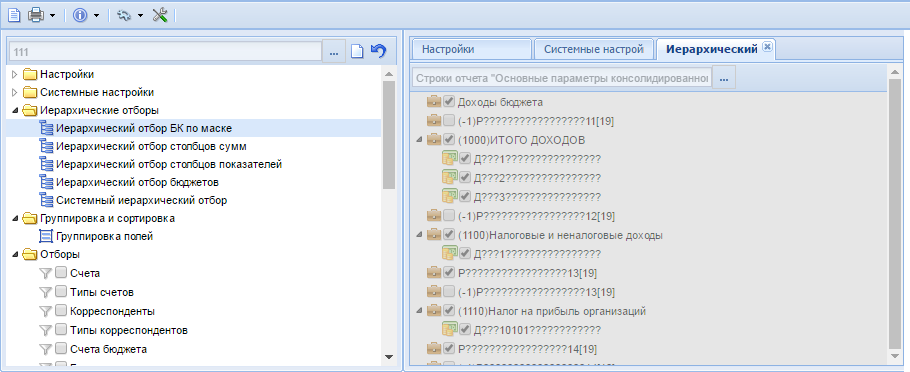 111
...
Настройки
Системные настройки
Иерархические отборы
Иерархический отбор БК по маске
Иерархический отбор столбцов сумм
Иерархический отбор столбцов показателей
Иерархический отбор бюджетов
Системный иерархический отбор
Группировка и сортировка
Группировка полей
Отборы
Счета
Типы счетов
Корреспонденты
Типы корреспондентов
Счета бюджета
Настройки
Системные настрой
Иерархический
Строки отчета "Основные параметры консолидированног
...
Доходы бюджета
(-1)Р?????????????????11[19]
(1000)ИТОГО ДОХОДОВ
Д???1????????????????
Д???2????????????????
Д???3????????????????
(-1)Р?????????????????12[19]
(1100)Налоговые и неналоговые доходы
Д???1????????????????
Р?????????????????13[19]
(-1)Р?????????????????13[19]
(1110)Налог на прибыль организаций
Д???10101????????????
Р?????????????????14[19]